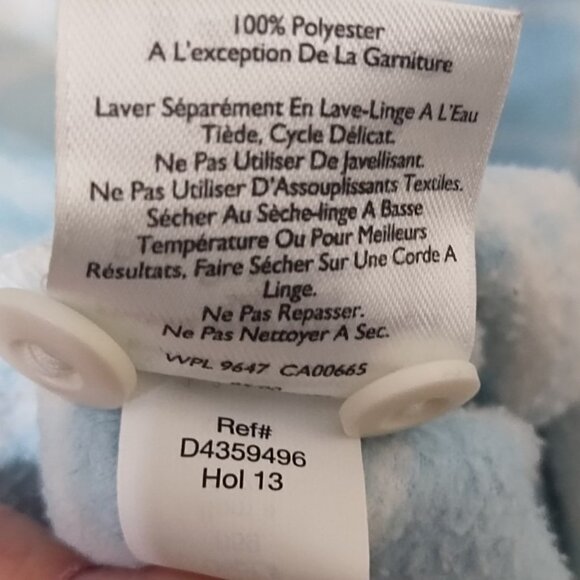 100% Polyester
A L'exception De La Garniture
Laver Séparément En Lave-Linge A L'Eau
Tiède, Cycle Délicat.
Ne Pas Utiliser De Javellisant.
Ne Pas Utiliser D'Assouplissants Textiles.
Sécher Au Sèche-linge A Basse
Température Ou Pour Meilleurs
Résultats, Faire Sécher Sur Une Corde A
Linge.
Ne Pas Repasser.
Ne Pas Nettoyer A Sec.
WPL 9647 CA00665
Ref#
D4359496
Hol 13